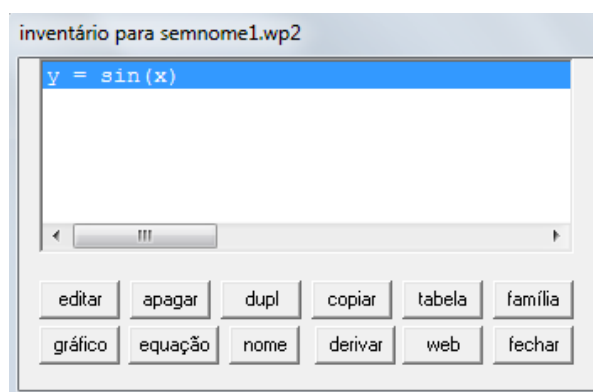 inventário para semnome1.wp2
y = sin(x)
editar apagar dupl copiar tabela família
gráfico equação nome derivar web fechar